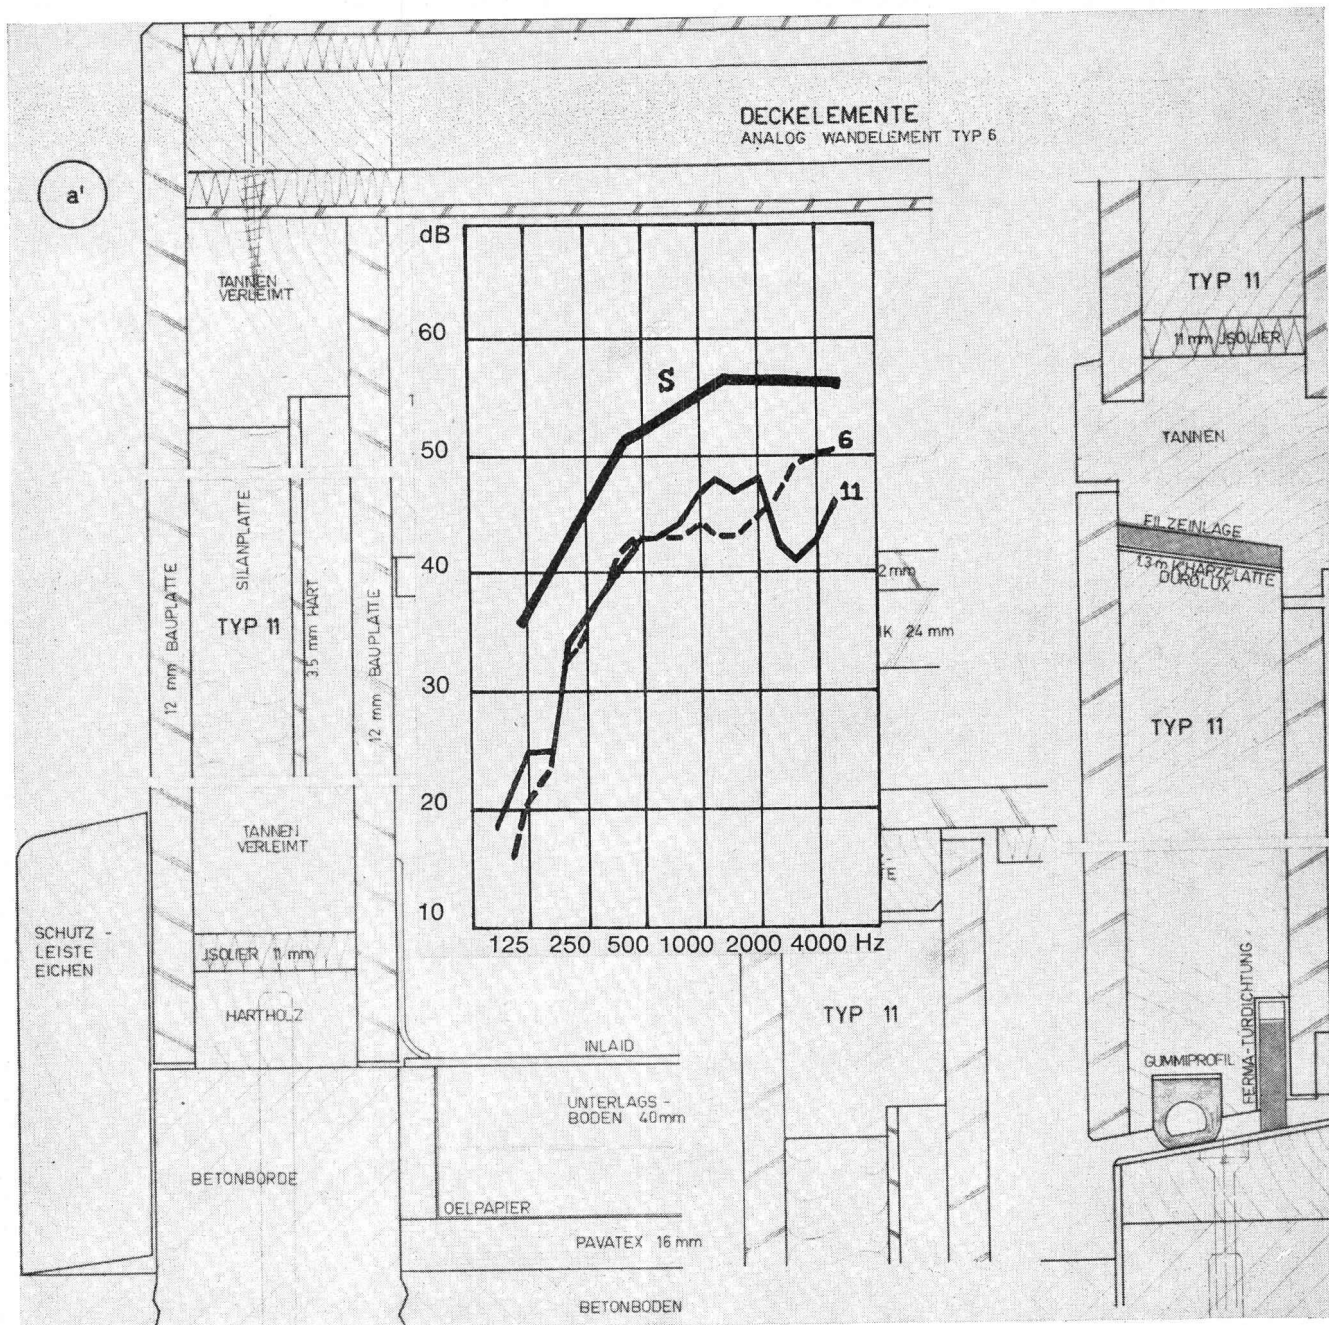 DECKELEMENTE
ANALOG WANDELEMENT TYP 6
a'
TANNEN
VERLEIMT
12 mm BAUPLATTE
SILANPLATTE
TYP 11
3.5 mm HART
12 mm BAUPLATTE
TANNEN
VERLEIMT
SCHUTZ -
LEISTE
EICHEN
JSOLIER 11 mm
HARTHOLZ
BETONBORDE
INLAID
UNTERLAGS -
BODEN 40mm
OELPAPIER
PAVATEX 16 mm
BETONBODEN
dB
60
50
40
30
20
10
S
6
11
125 250 500 1000 2000 4000 Hz
2 mm
K 24 mm
TYP 11
TYP 11
11 mm JSOLIER
TANNEN
FILZEINLAGE
DUROLUX
TYP 11
GUMMIPROFIL
FERMA-TÜRDICHTUNG